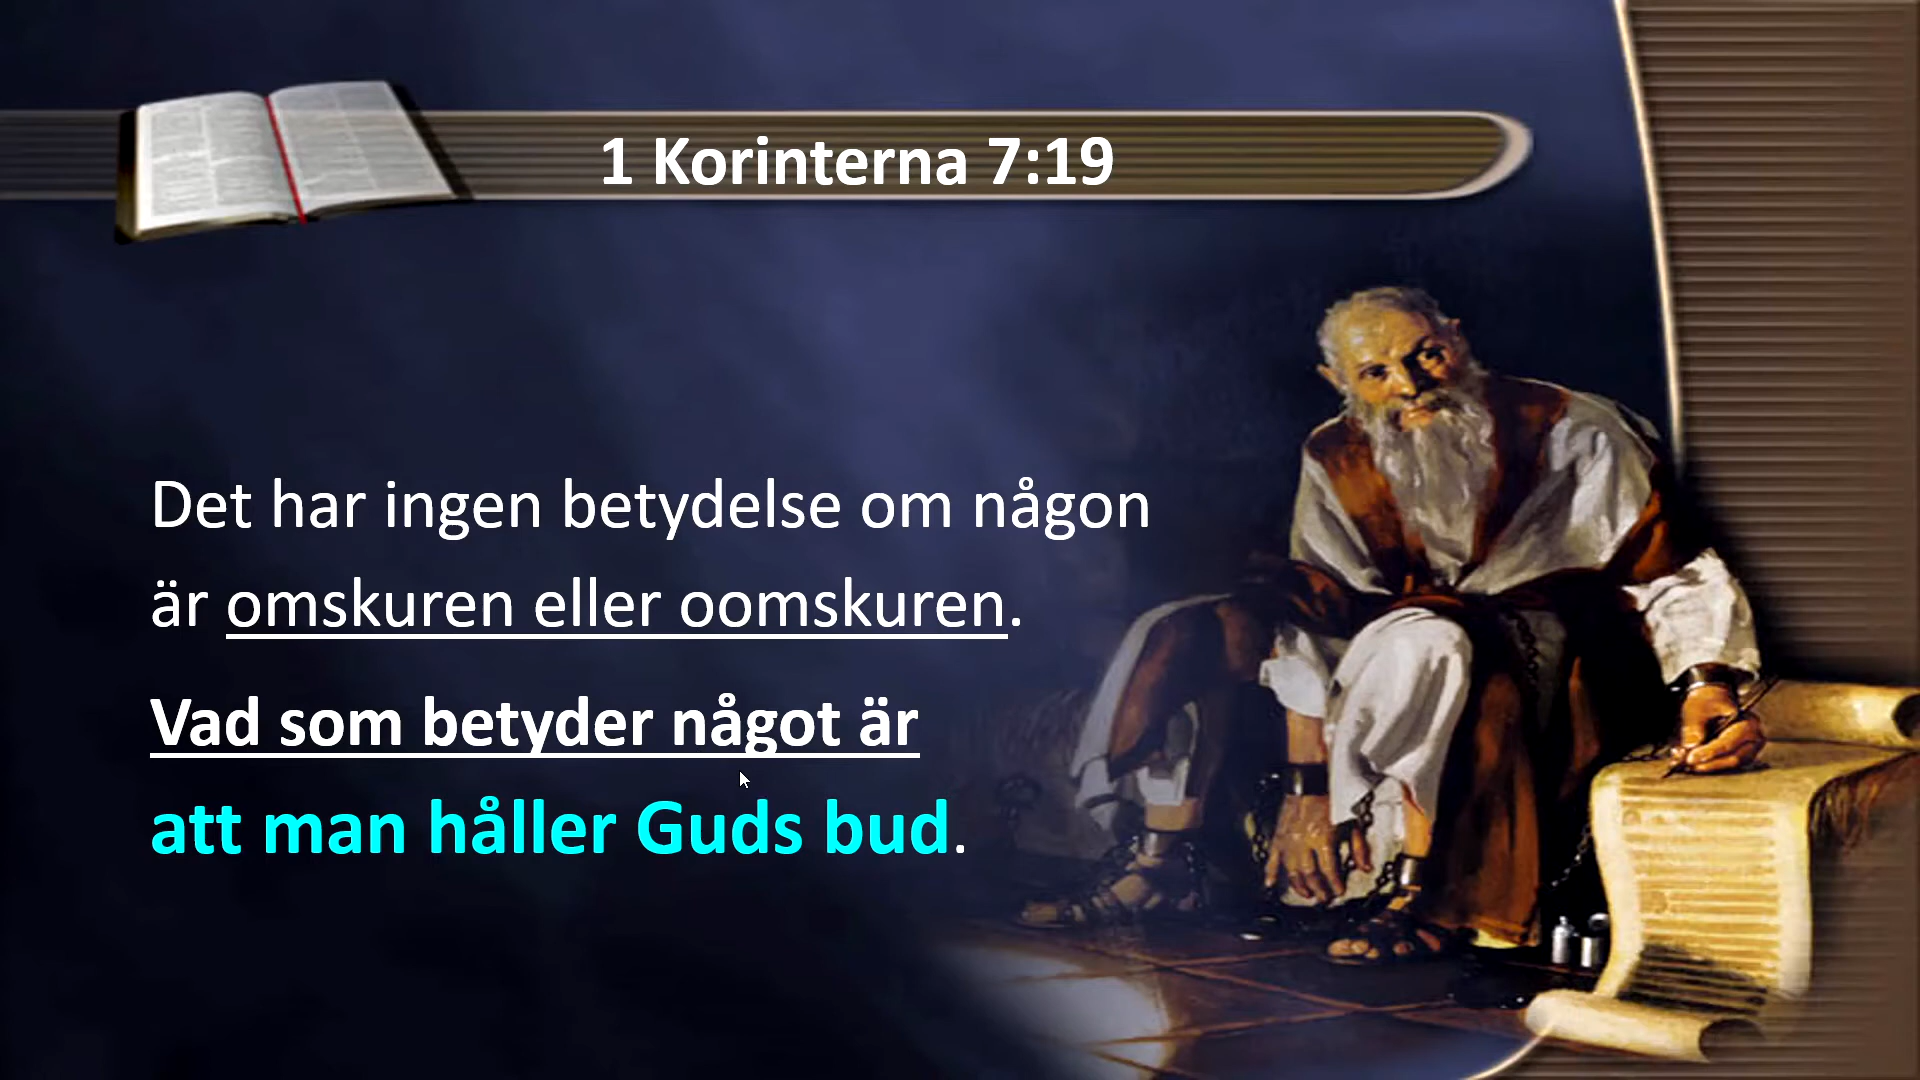 1 Korinterna 7:19
Det har ingen betydelse om någon
är omskuren eller oomskuren.
Vad som betyder något är
att man håller Guds bud.